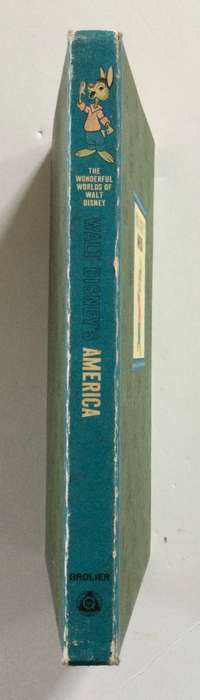 THE
WONDERFUL
WORLDS OF
WALT
DISNEY
WALT DISNEY'S
AMERICA
GROLIER